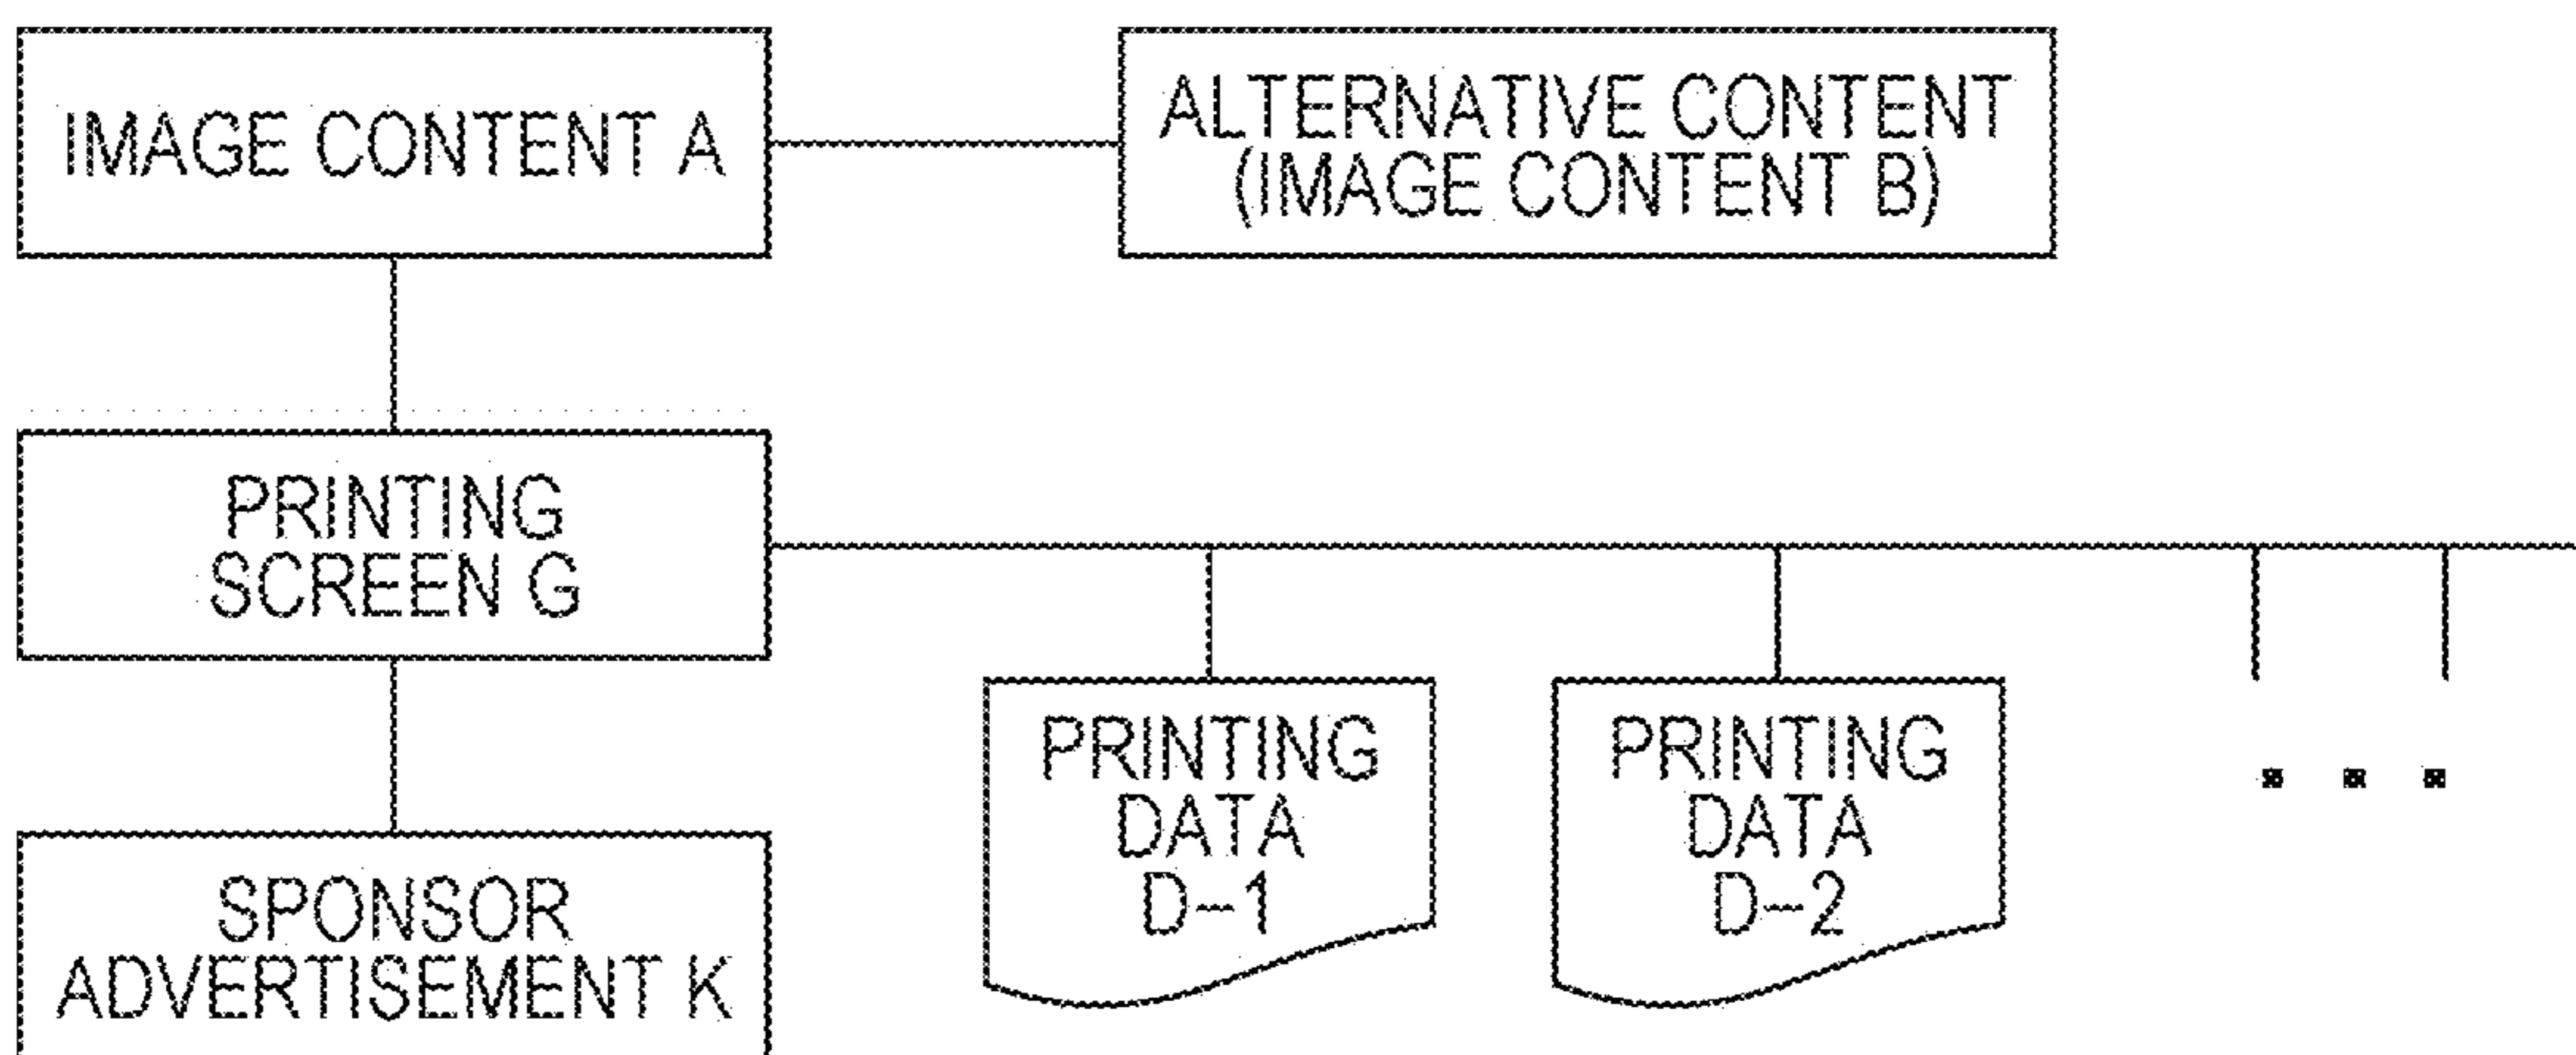 IMAGE CONTENT A
ALTERNATIVE CONTENT
(IMAGE CONTENT B)
PRINTING
SCREEN G
PRINTING
DATA
D-1
PRINTING
DATA
D-2
...
SPONSOR
ADVERTISEMENT K